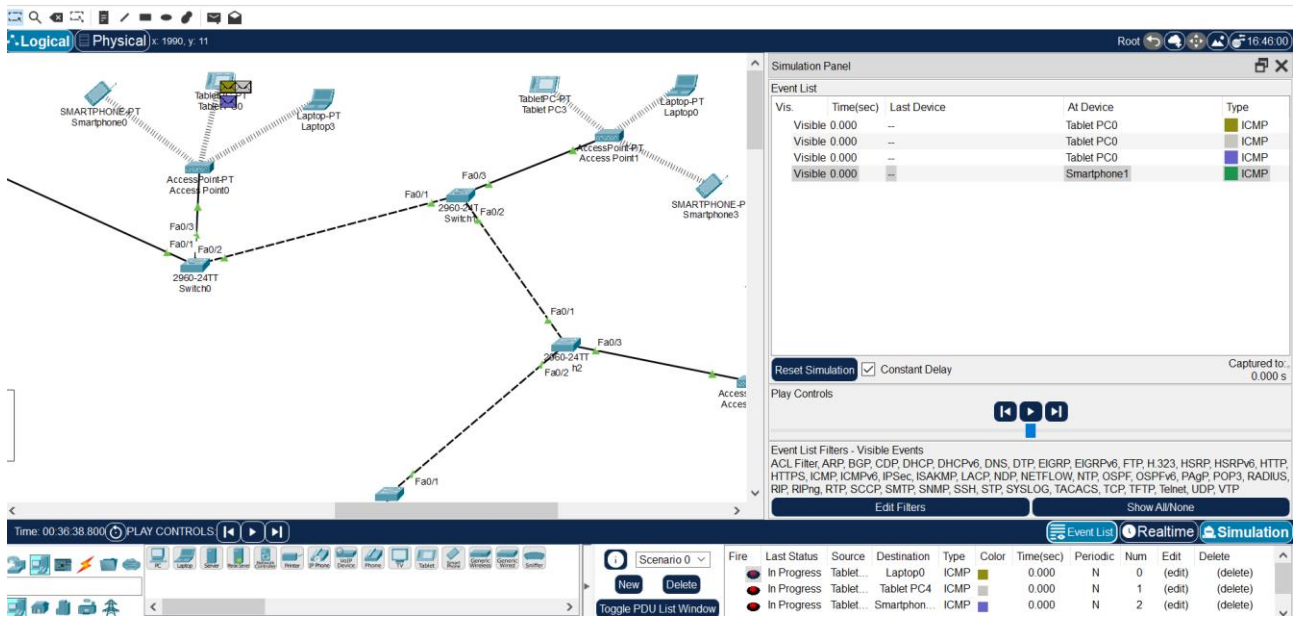 Logical Physical x: 1990, y: 11
Root 16:46:00
SMARTPHONE-PT
Smartphone0
Laptop-PT
Laptop3
AccessPoint-PT
Access Point0
Fa0/3
Fa0/1
Fa0/2
2960-24TT
Switch0
TabletPC-PT
Tablet PC3
Laptop-PT
Laptop0
AccessPoint-PT
Access Point1
Fa0/3
Fa0/1
Fa0/2
2960-24T
SMARTPHONE-P
Smartphone3
Fa0/1
Fa0/3
2960-24TT
Fa0/2
h2
Access
Acces
Fa0/1
Simulation Panel
Event List
Vis. Time(sec) Last Device At Device Type
Visible 0.000 -- Tablet PC0 ICMP
Visible 0.000 -- Tablet PC0 ICMP
Visible 0.000 -- Tablet PC0 ICMP
Visible 0.000 -- Smartphone1 ICMP
Reset Simulation Constant Delay
Captured to:
0.000 s
Play Controls
Event List Filters - Visible Events
ACL Filter, ARP, BGP, CDP, DHCP, DHCPv6, DNS, DTP, EIGRP, EIGRPv6, FTP, H.323, HSRP, HSRPv6, HTTP,
HTTPS, ICMP, ICMPv6, IPSec, ISAKMP, LACP, NDP, NETFLOW, NTP, OSPF, OSPFv6, PAgP, POP3, RADIUS,
RIP, RIPng, RTP, SCCP, SMTP, SNMP, SSH, STP, SYSLOG, TACACS, TCP, TFTP, Telnet, UDP, VTP
Edit Filters Show All/None
Time: 00:36:38.800 PLAY CONTROLS:
Event List Realtime Simulation
Scenario 0
New Delete
Toggle PDU List Window
Fire Last Status Source Destination Type Color Time(sec) Periodic Num Edit Delete
In Progress Tablet... Laptop0 ICMP 0.000 N 0 (edit) (delete)
In Progress Tablet... Tablet PC4 ICMP 0.000 N 1 (edit) (delete)
In Progress Tablet... Smartphon... ICMP 0.000 N 2 (edit) (delete)